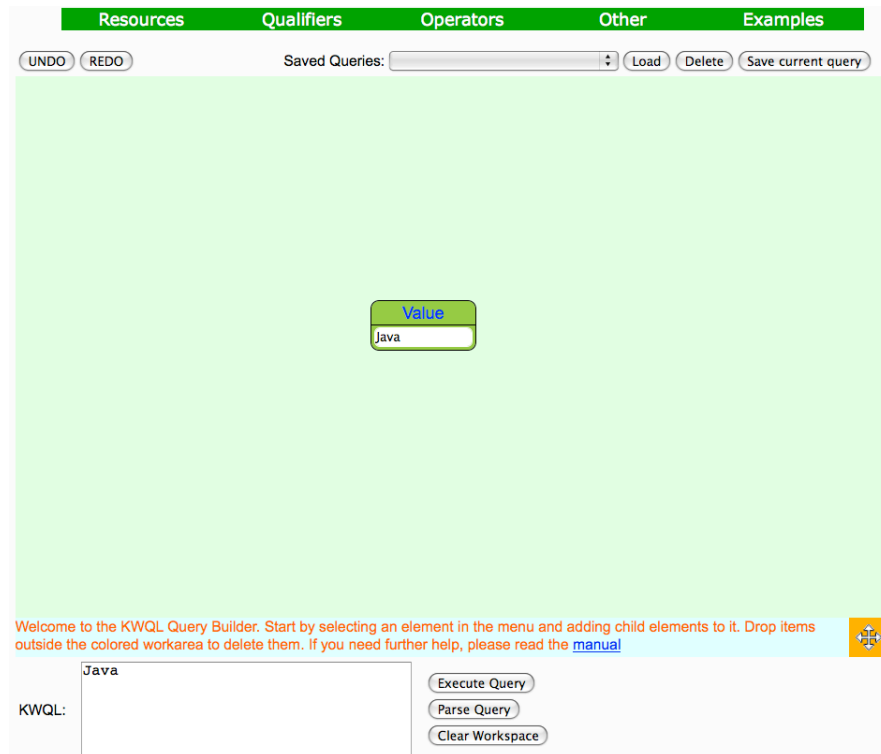 Resources Qualifiers Operators Other Examples
UNDO REDO Saved Queries: Load Delete Save current query
Value
Java
Welcome to the KWQL Query Builder. Start by selecting an element in the menu and adding child elements to it. Drop items
outside the colored workarea to delete them. If you need further help, please read the manual
Java
Execute Query
KWQL: Parse Query
Clear Workspace